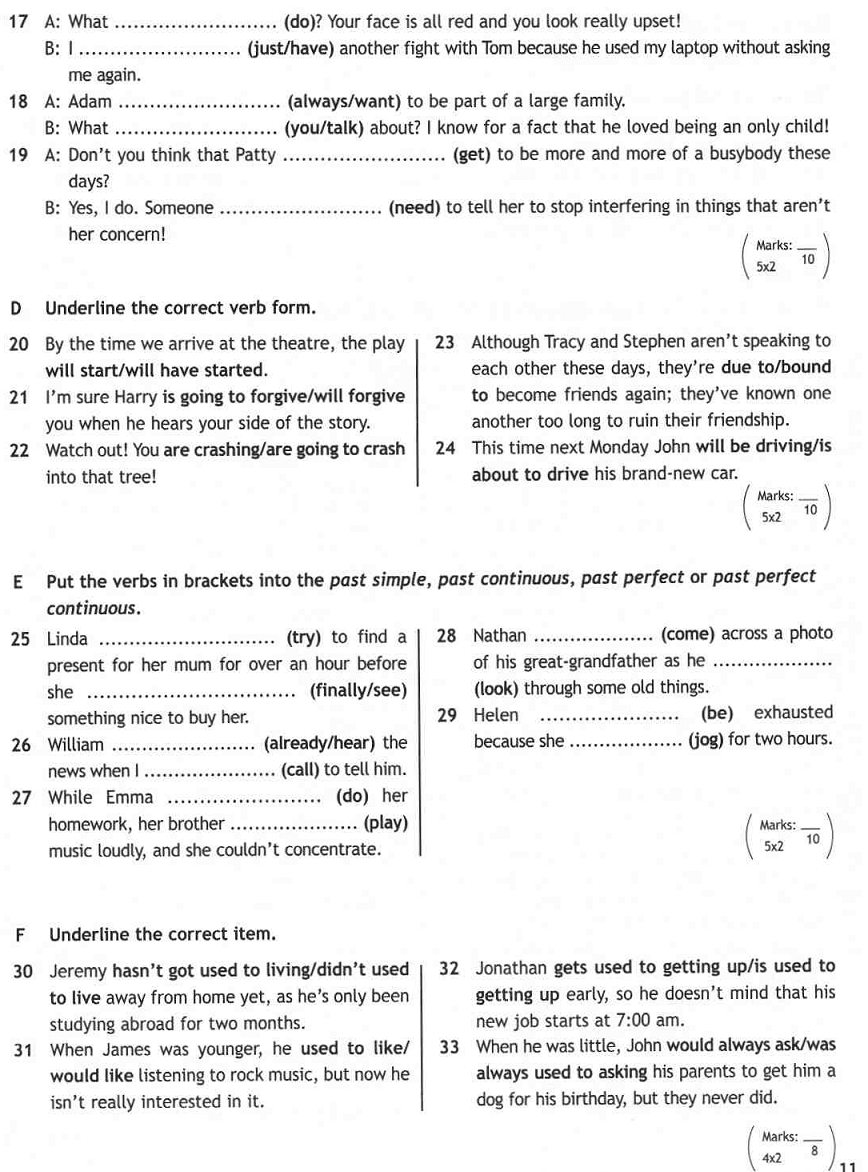 17 A: What .......................... (do)? Your face is all red and you look really upset!
B: I .......................... (just/have) another fight with Tom because he used my laptop without asking
me again.
18 A: Adam .......................... (always/want) to be part of a large family.
B: What .......................... (you/talk) about? I know for a fact that he loved being an only child!
19 A: Don't you think that Patty .......................... (get) to be more and more of a busybody these
days?
B: Yes, I do. Someone .......................... (need) to tell her to stop interfering in things that aren't
her concern!
Marks: __
5x2 10
D Underline the correct verb form.
20 By the time we arrive at the theatre, the play
will start/will have started.
21 I'm sure Harry is going to forgive/will forgive
you when he hears your side of the story.
22 Watch out! You are crashing/are going to crash
into that tree!
23 Although Tracy and Stephen aren't speaking to
each other these days, they're due to/bound
to become friends again; they've known one
another too long to ruin their friendship.
24 This time next Monday John will be driving/is
about to drive his brand-new car.
Marks: __
5x2 10
E Put the verbs in brackets into the past simple, past continuous, past perfect or past perfect
continuous.
25 Linda ............................ (try) to find a
present for her mum for over an hour before
she ................................. (finally/see)
something nice to buy her.
26 William ....................... (already/hear) the
news when I ..................... (call) to tell him.
27 While Emma ........................ (do) her
homework, her brother .................... (play)
music loudly, and she couldn't concentrate.
28 Nathan ................... (come) across a photo
of his great-grandfather as he ...................
(look) through some old things.
29 Helen ...................... (be) exhausted
because she .................. (jog) for two hours.
Marks: __
5x2 10
F Underline the correct item.
30 Jeremy hasn't got used to living/didn't used
to live away from home yet, as he's only been
studying abroad for two months.
31 When James was younger, he used to like/
would like listening to rock music, but now he
isn't really interested in it.
32 Jonathan gets used to getting up/is used to
getting up early, so he doesn't mind that his
new job starts at 7:00 am.
33 When he was little, John would always ask/was
always used to asking his parents to get him a
dog for his birthday, but they never did.
Marks: __
4x2 8
11